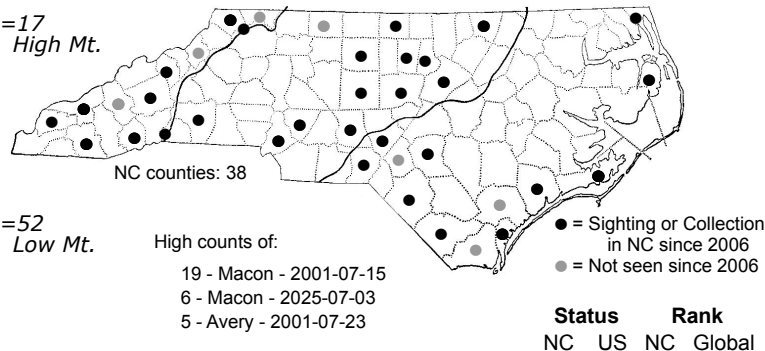 =17
High Mt.
NC counties: 38
=52
Low Mt.
High counts of:
19 - Macon - 2001-07-15
6 - Macon - 2025-07-03
5 - Avery - 2001-07-23
= Sighting or Collection
in NC since 2006
= Not seen since 2006
Status Rank
NC US NC Global